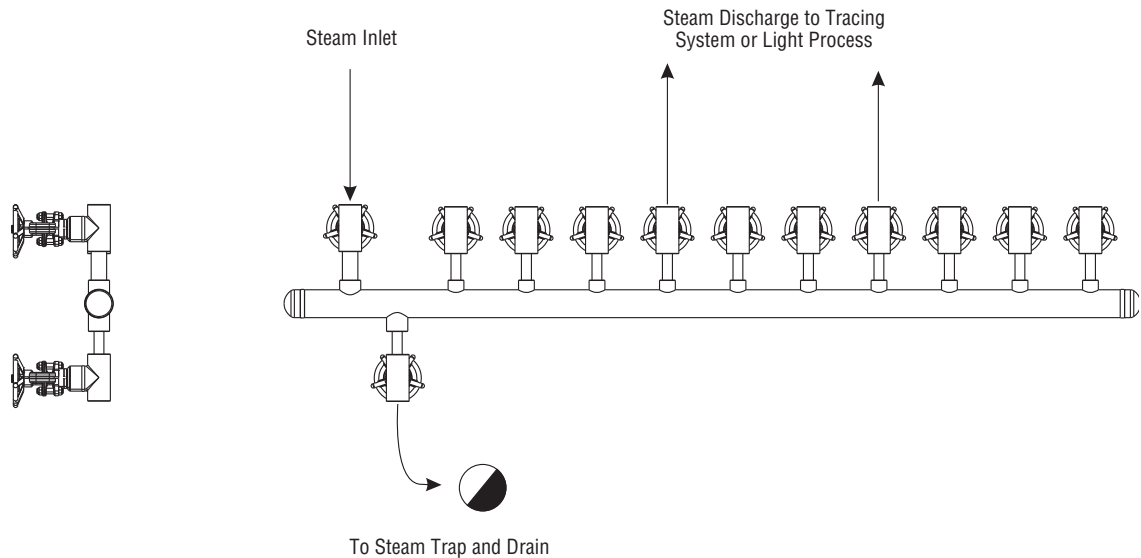 Steam Inlet
Steam Discharge to Tracing
System or Light Process
To Steam Trap and Drain